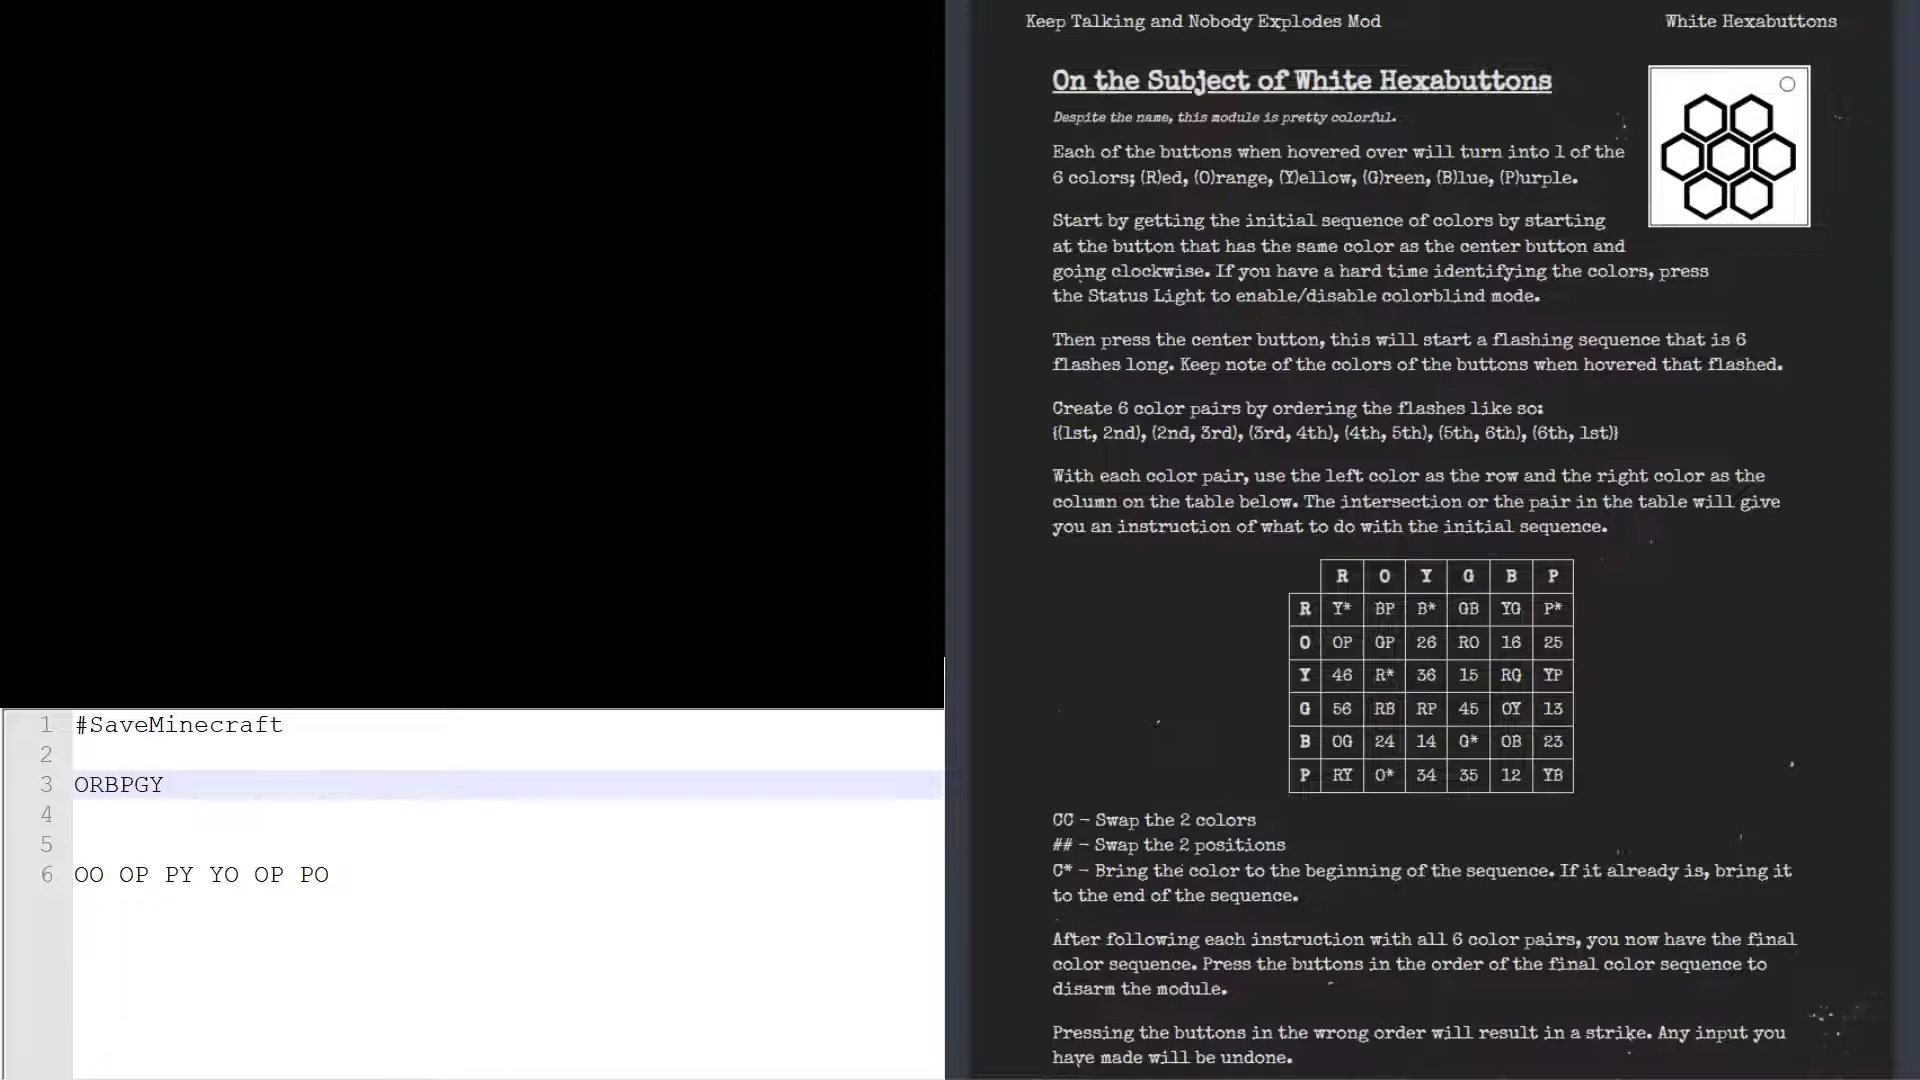 1 #SaveMinecraft
2
3 ORBPGY
4
5
6 OO OP PY YO OP PO
Keep Talking and Nobody Explodes Mod White Hexabuttons
On the Subject of White Hexabuttons
Despite the name, this module is pretty colorful.
Each of the buttons when hovered over will turn into 1 of the
6 colors; (R)ed, (O)range, (Y)ellow, (G)reen, (B)lue, (P)urple.
Start by getting the initial sequence of colors by starting
at the button that has the same color as the center button and
going clockwise. If you have a hard time identifying the colors, press
the Status Light to enable/disable colorblind mode.
Then press the center button, this will start a flashing sequence that is 6
flashes long. Keep note of the colors of the buttons when hovered that flashed.
Create 6 color pairs by ordering the flashes like so:
{(1st, 2nd), (2nd, 3rd), (3rd, 4th), (4th, 5th), (5th, 6th), (6th, 1st)}
With each color pair, use the left color as the row and the right color as the
column on the table below. The intersection or the pair in the table will give
you an instruction of what to do with the initial sequence.
R O Y G B P
R Y* BP B* GB YG P*
O OP GP 26 RO 16 25
Y 46 R* 36 15 RG YP
G 56 RB RP 45 OY 13
B OG 24 14 G* OB 23
P RY O* 34 35 12 YB
CC - Swap the 2 colors
## - Swap the 2 positions
C* - Bring the color to the beginning of the sequence. If it already is, bring it
to the end of the sequence.
After following each instruction with all 6 color pairs, you now have the final
color sequence. Press the buttons in the order of the final color sequence to
disarm the module.
Pressing the buttons in the wrong order will result in a strike. Any input you
have made will be undone.